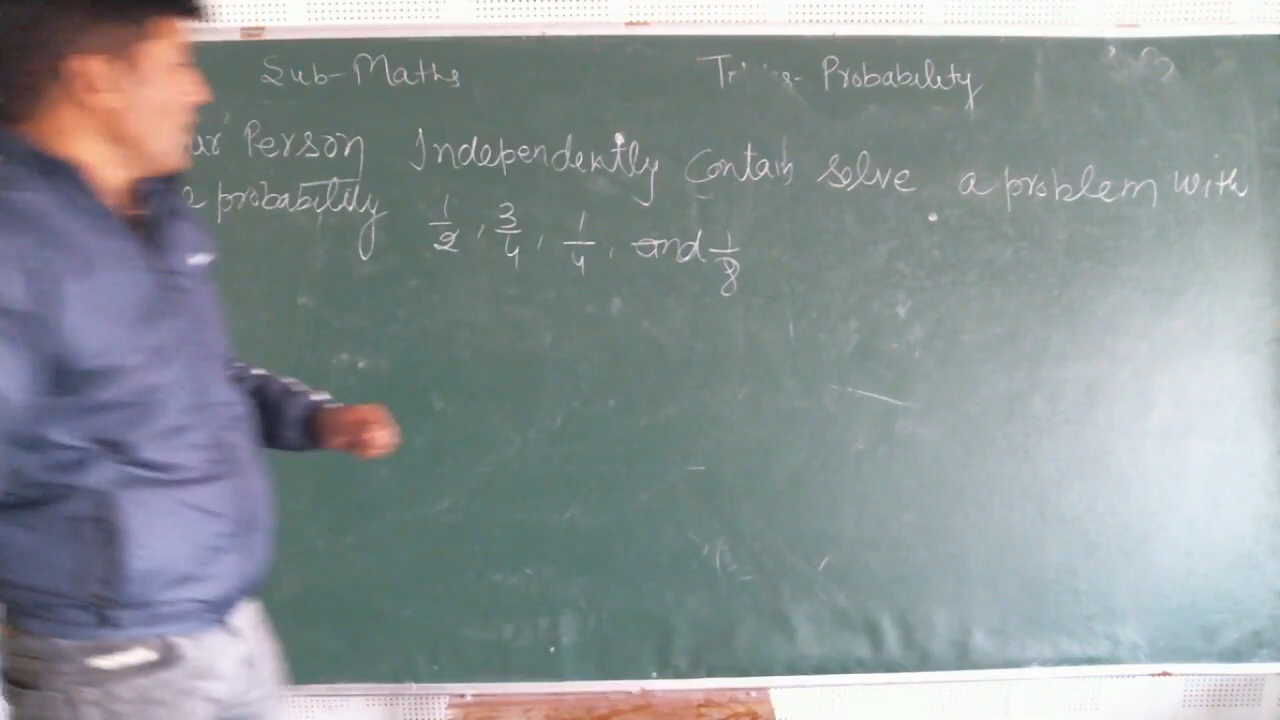 Sub-Maths
Probability
ur Person Independently Contain solve a problem with
e probability 1/2, 3/4, 1/4, and 1/8